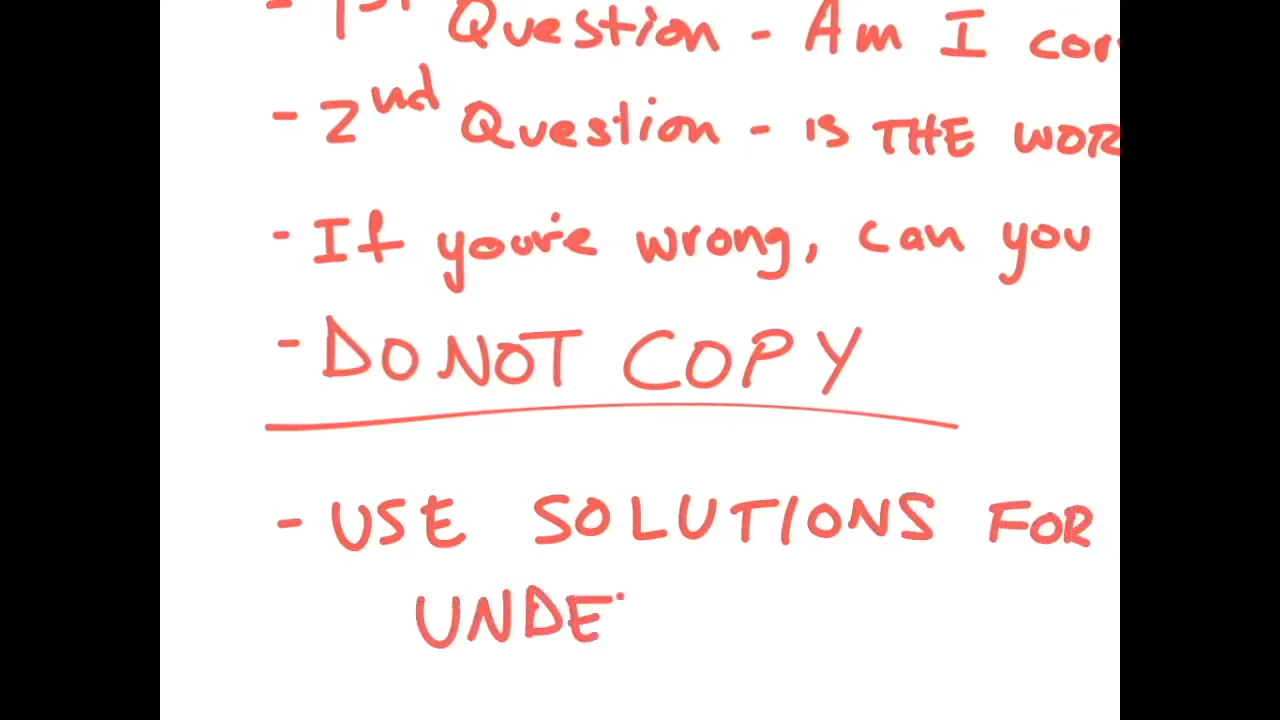 - 1st Question - Am I cor
- 2nd Question - is THE WOR
- If you're wrong, can you
- DO NOT COPY
- USE SOLUTIONS FOR
UNDE